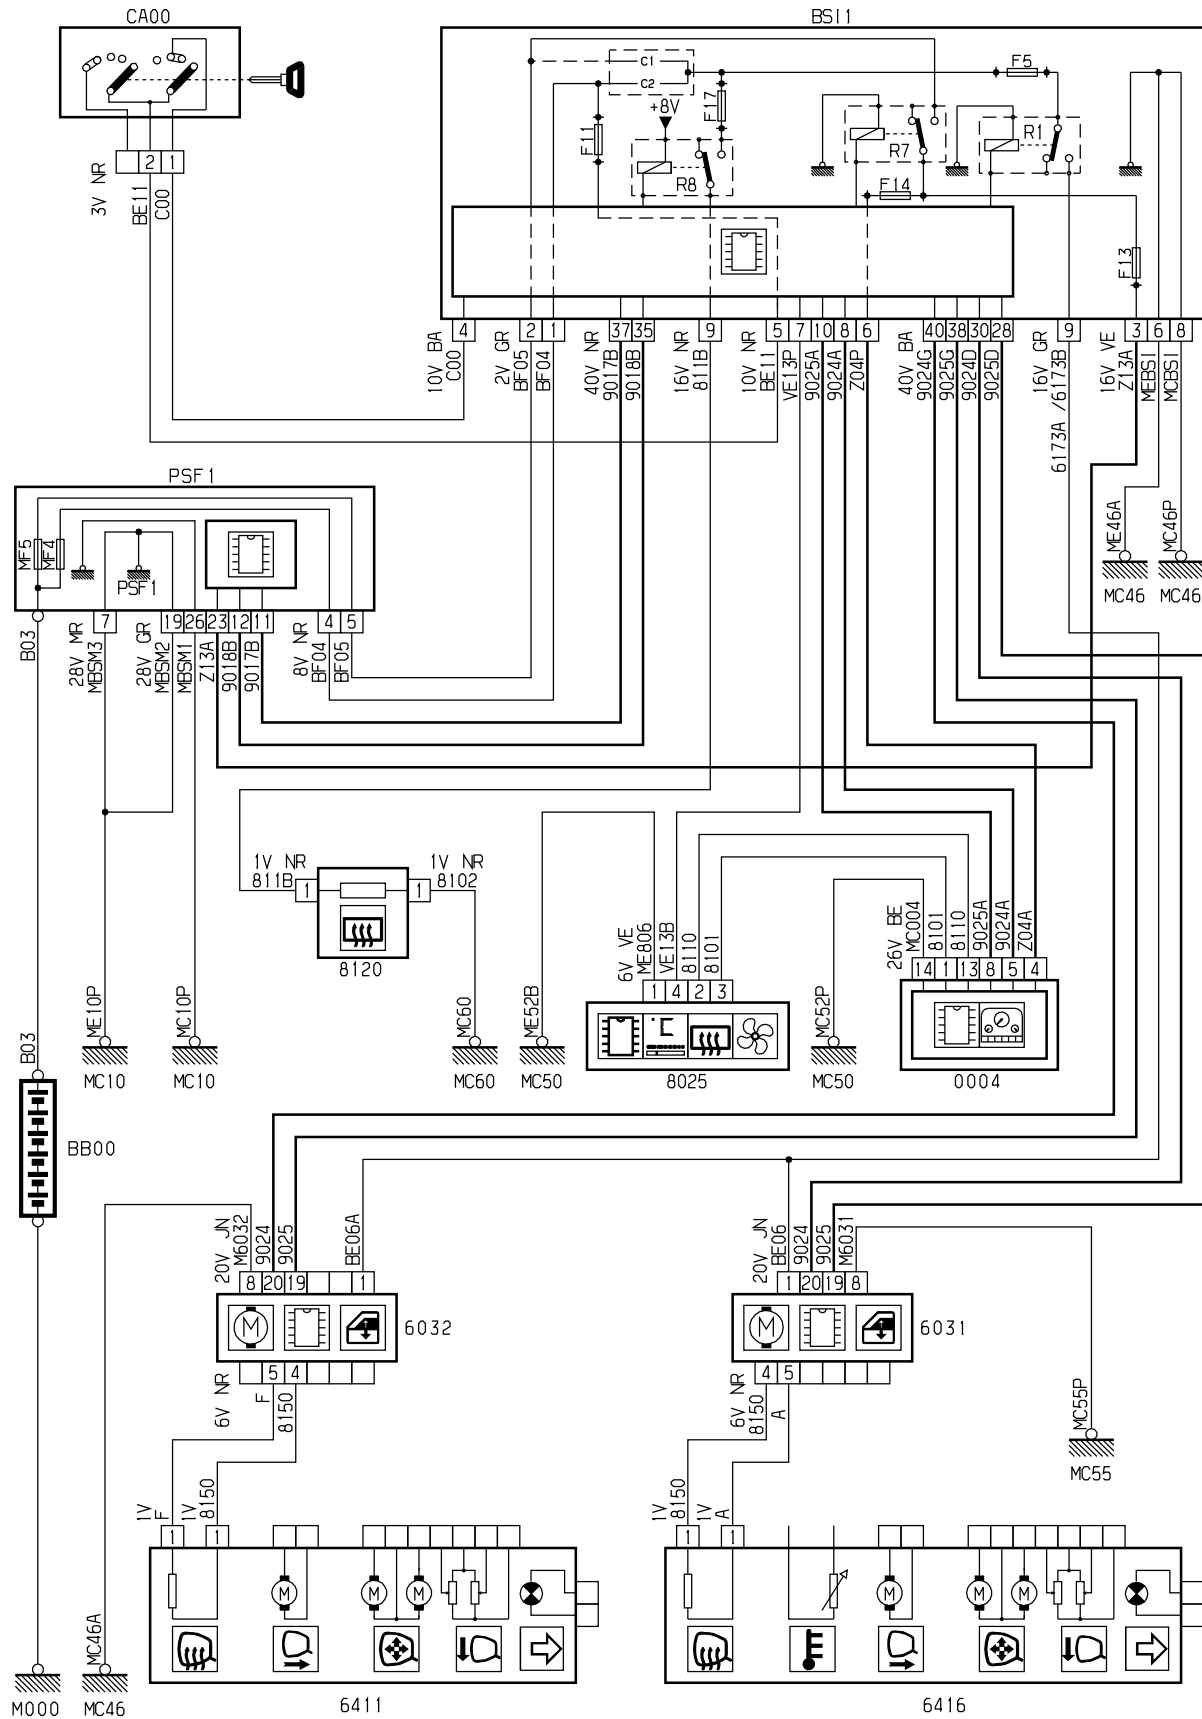 CA00
BSI1
C1
C2
F5
+8V
F17
F11
R8
R7
R1
F14
F13
2 1
3V NR
BE11
C00
4 2 1 37 35 9 5 7 10 8 6 40 38 30 28 9 3 6 8
10V BA
C00
2V GR
BF05
BF04
40V NR
9017B
9018B
16V NR
811B
10V NR
BE11
VE13P
9025A
9024A
Z04P
40V BA
9024G
9025G
9024D
9025D
16V GR
6173A /6173B
16V VE
Z13A
MEBSI
MCBSI
PSF1
MF5
MF4
PSF1
ME46A
MC46P
MC46
MC46
7 19 26 23 12 11 4 5
B03
28V MR
MBSM3
28V GR
MBSM2
MBSM1
Z13A
9018B
9017B
8V NR
BF04
BF05
1V NR
811B
1
1V NR
8102
1
8120
6V VE
ME806
VE13B
8110
8101
1 4 2 3
°C
8025
26V BE
MC004
8101
8110
9025A
9024A
Z04A
14 1 13 8 5 4
0004
B03
ME10P
MC10
MC10P
MC10
MC60
MC60
ME52B
MC50
MC52P
MC50
BB00
20V JN
M6032
9024
9025
BE06A
8 20 19 1
M
6032
5 4
6V NR
F
8150
20V JN
BE06
9024
9025
M6031
1 20 19 8
M
6031
4 5
6V NR
8150
A
MC55P
MC55
1V
F
1V
8150
1 1
M
M
M
6411
1V
8150
1V
A
1 1
M
M
M
6416
MC46A
M000
MC46